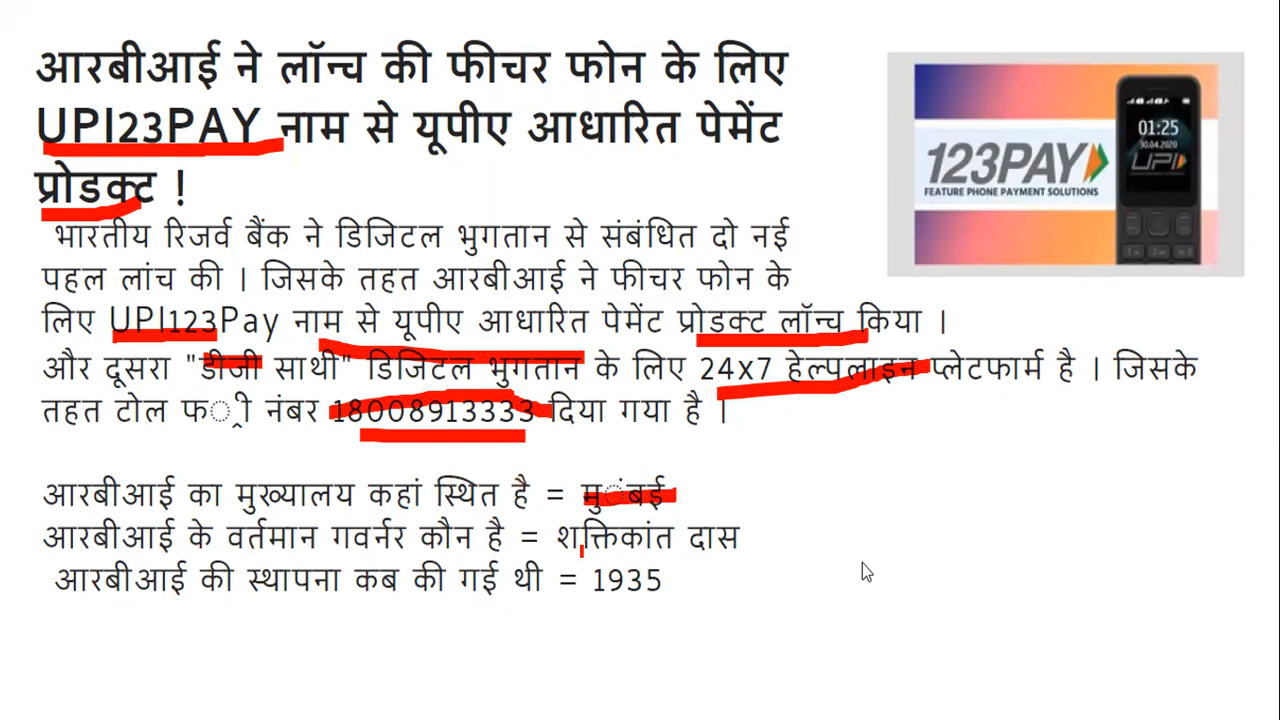 आरबीआई ने लॉन्च की फीचर फोन के लिए
UPI23PAY नाम से यूपीए आधारित पेमेंट
प्रोडक्ट !
भारतीय रिजर्व बैंक ने डिजिटल भुगतान से संबंधित दो नई
पहल लांच की । जिसके तहत आरबीआई ने फीचर फोन के
लिए UPI123Pay नाम से यूपीए आधारित पेमेंट प्रोडक्ट लॉन्च किया ।
और दूसरा "डीजी साथी" डिजिटल भुगतान के लिए 24x7 हेल्पलाइन प्लेटफार्म है । जिसके
तहत टोल फ्री नंबर 18008913333 दिया गया है ।
आरबीआई का मुख्यालय कहां स्थित है = मुंबई
आरबीआई के वर्तमान गवर्नर कौन है = शक्तिकांत दास
आरबीआई की स्थापना कब की गई थी = 1935
123PAY
FEATURE PHONE PAYMENT SOLUTIONS
01:25
30.04.2020
UPI